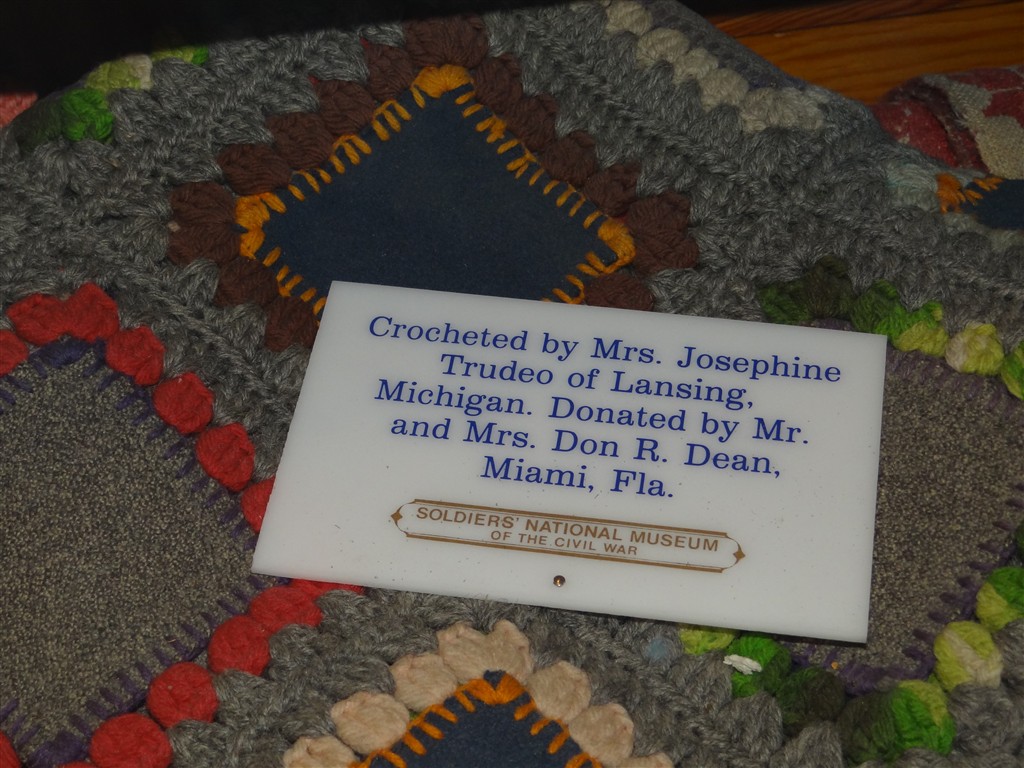 Crocheted by Mrs. Josephine
Trudeo of Lansing,
Michigan. Donated by Mr.
and Mrs. Don R. Dean,
Miami, Fla.
SOLDIERS' NATIONAL MUSEUM
OF THE CIVIL WAR